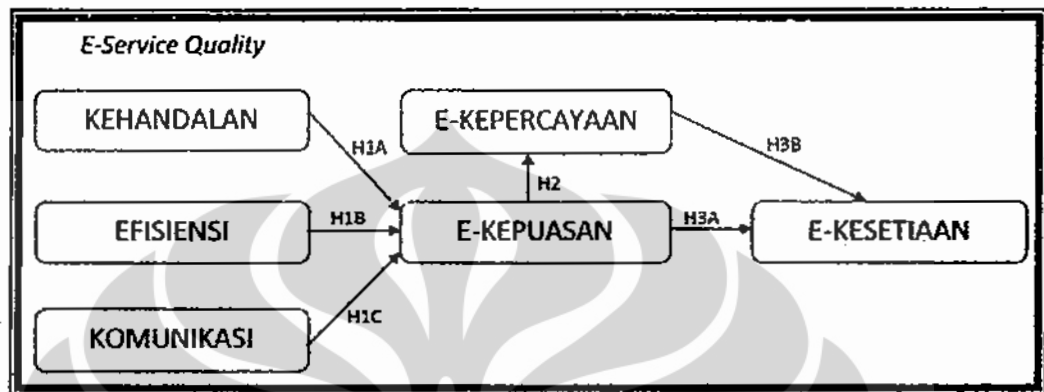 E-Service Quality
KEHANDALAN
E-KEPERCAYAAN
H1A
H3B
H2
EFISIENSI
H1B
E-KEPUASAN
H3A
E-KESETIAAN
H1C
KOMUNIKASI